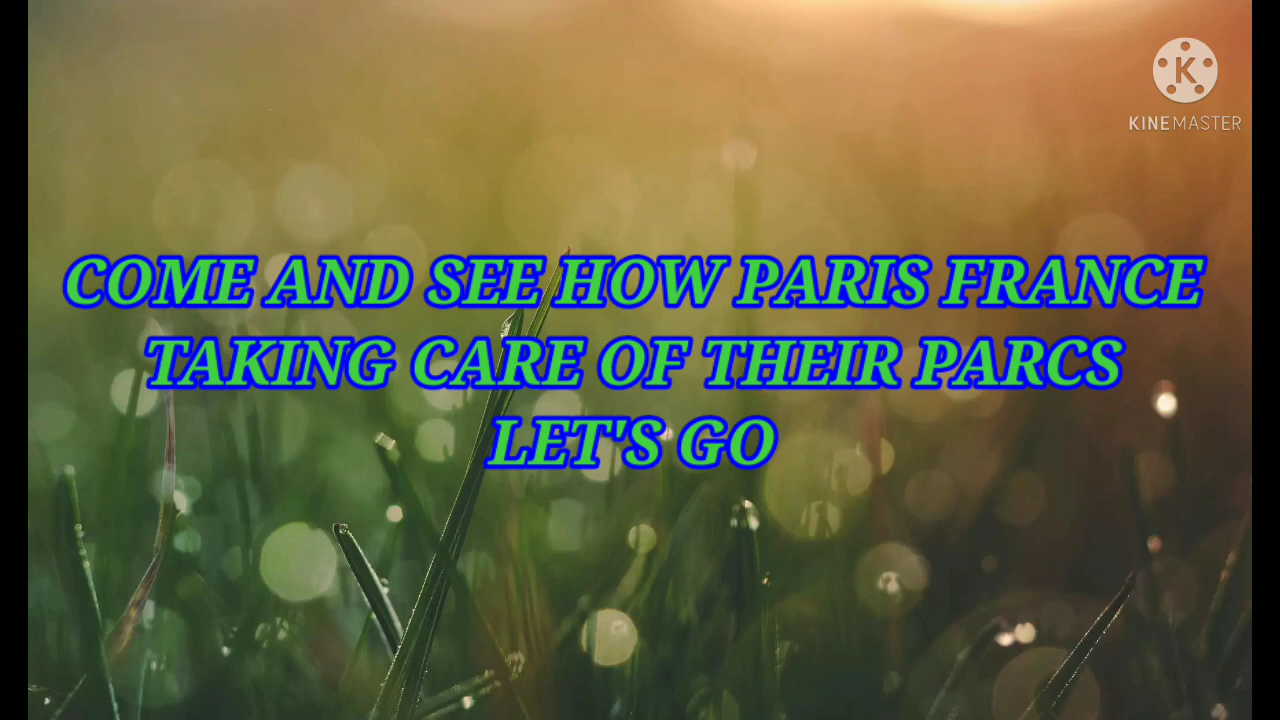 K
KINEMASTER
COME AND SEE HOW PARIS FRANCE
TAKING CARE OF THEIR PARCS
LET'S GO